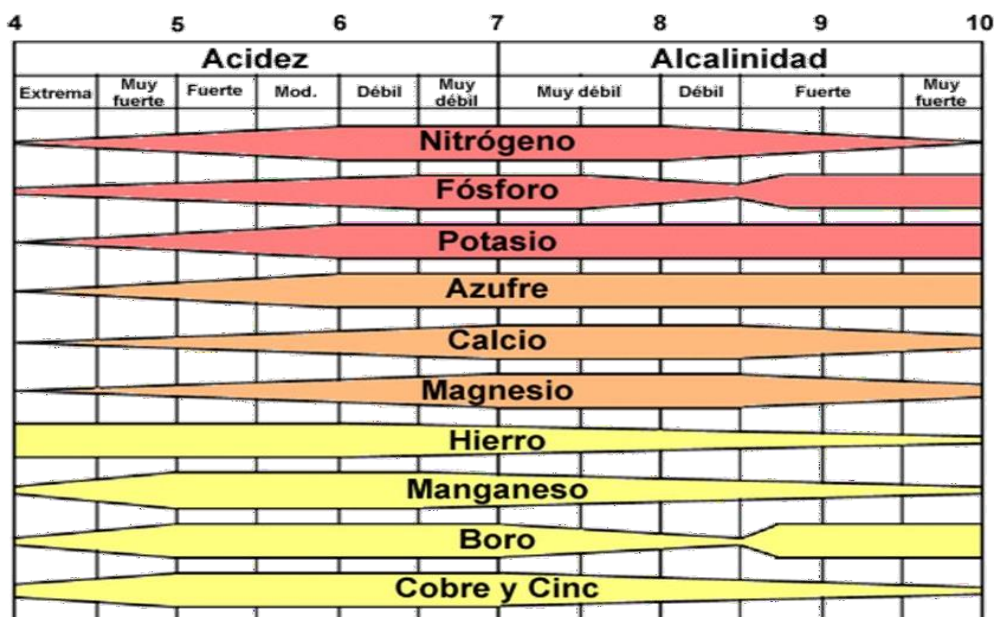 4 5 6 7 8 9 10
Acidez Alcalinidad
Extrema Muy fuerte Fuerte Mod. Débil Muy débil Muy débil Débil Fuerte Muy fuerte
Nitrógeno
Fósforo
Potasio
Azufre
Calcio
Magnesio
Hierro
Manganeso
Boro
Cobre y Cinc